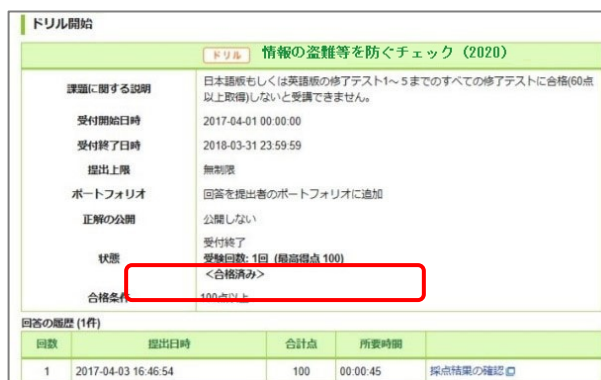 ドリル開始
ドリル 情報の盗難等を防ぐチェック（2020）
課題に関する説明 日本語版もしくは英語版の修了テスト1～5までのすべての修了テストに合格(60点
以上取得)しないと受講できません。
受付開始日時 2017-04-01 00:00:00
受付終了日時 2018-03-31 23:59:59
提出上限 無制限
ポートフォリオ 回答を提出者のポートフォリオに追加
正解の公開 公開しない
受付終了
状態 受験回数: 1回 (最高得点 100)
<合格済み>
合格条件 100点以上
回答の履歴 (1件)
回数 提出日時 合計点 所要時間
1 2017-04-03 16:46:54 100 00:00:45 採点結果の確認